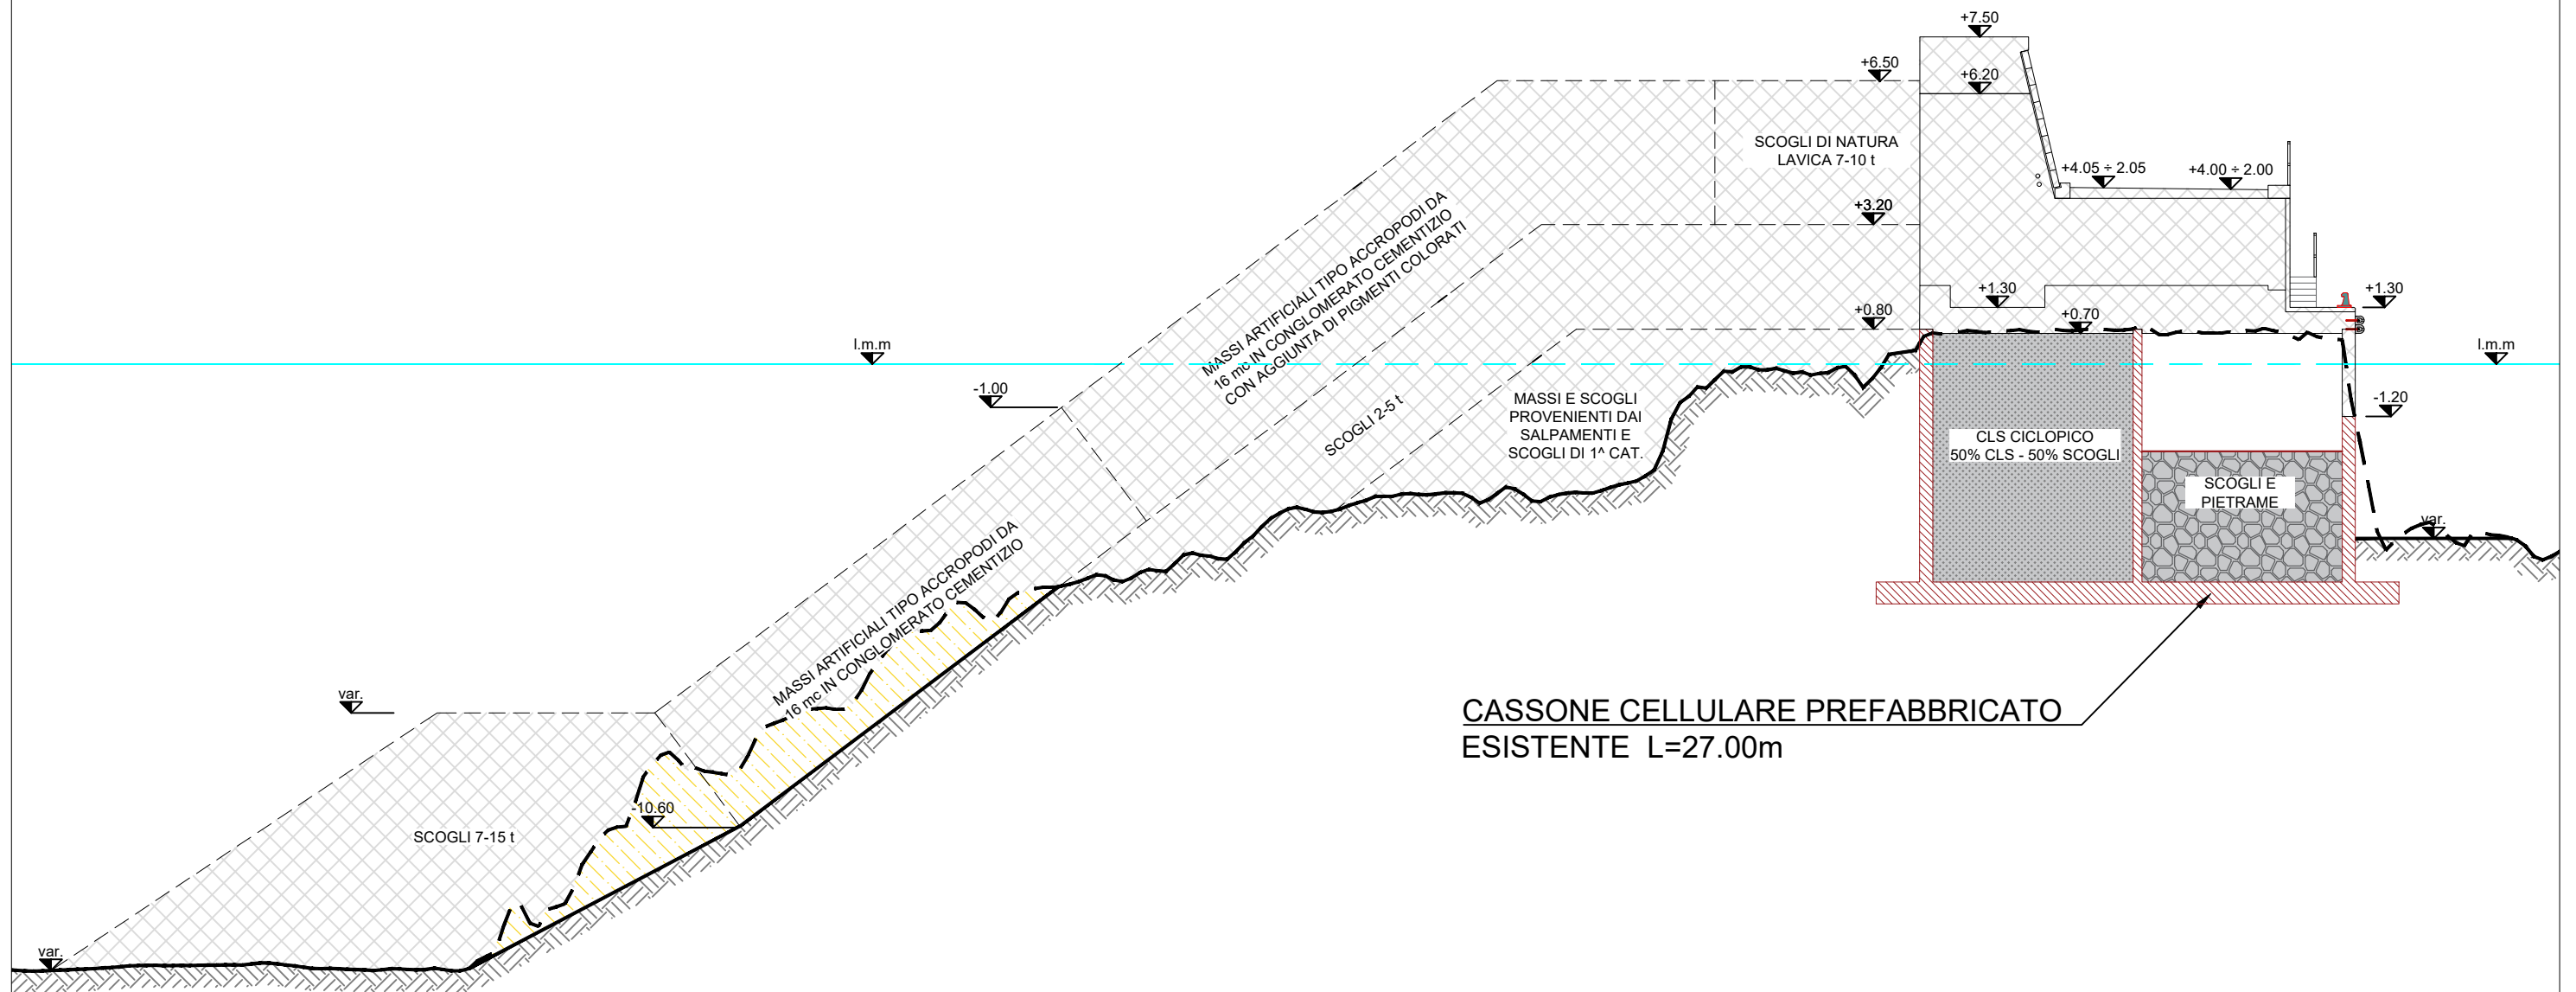 +7.50
+6.50
+6.20
SCOGLI DI NATURA
LAVICA 7-10 t
+4.05 ÷ 2.05
+4.00 ÷ 2.00
+3.20
MASSI ARTIFICIALI TIPO ACCROPODI DA
16 mc IN CONGLOMERATO CEMENTIZIO
CON AGGIUNTA DI PIGMENTI COLORATI
+1.30
+1.30
+0.80
+0.70
l.m.m
l.m.m
-1.00
-1.20
SCOGLI 2-5 t
MASSI E SCOGLI
PROVENIENTI DAI
SALPAMENTI E
SCOGLI DI 1^ CAT.
CLS CICLOPICO
50% CLS - 50% SCOGLI
SCOGLI E
PIETRAME
var.
MASSI ARTIFICIALI TIPO ACCROPODI DA
16 mc IN CONGLOMERATO CEMENTIZIO
var.
CASSONE CELLULARE PREFABBRICATO
ESISTENTE L=27.00m
-10.60
SCOGLI 7-15 t
var.